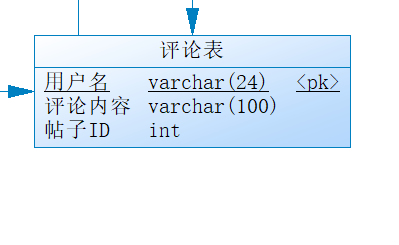 评论表
用户名 varchar(24) <pk>
评论内容 varchar(100)
帖子ID int